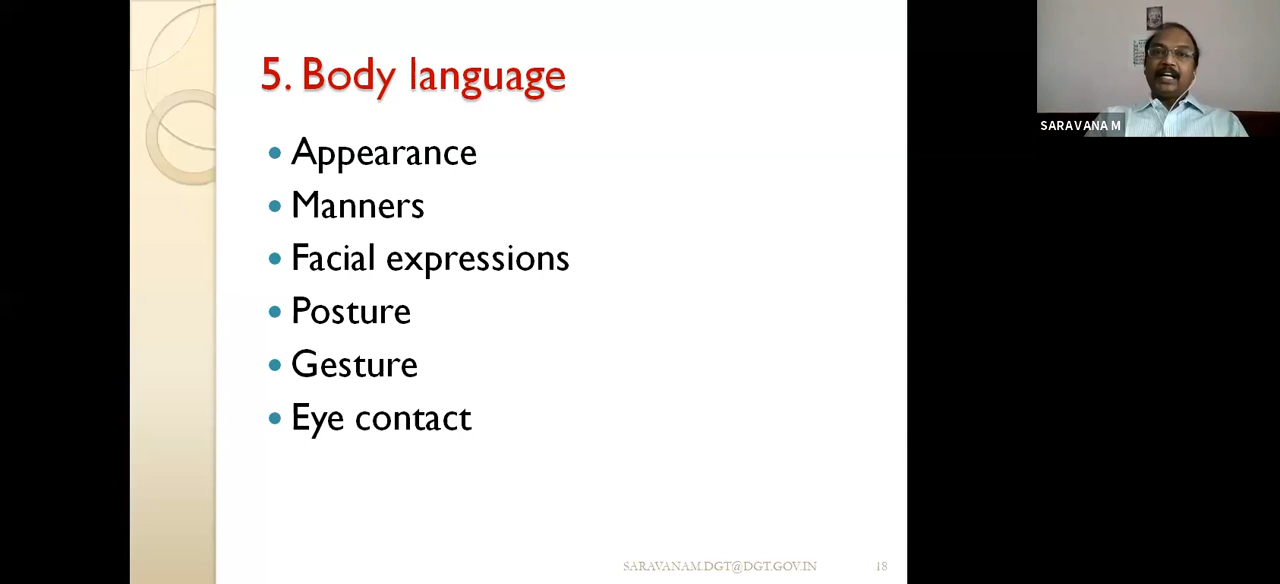 5. Body language
Appearance
Manners
Facial expressions
Posture
Gesture
Eye contact
SARAVANAM.DGT@DGT.GOV.IN 18
SARAVANA M